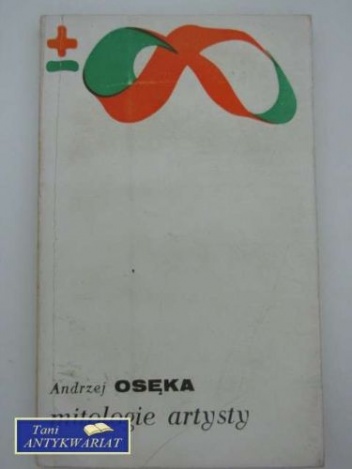 Andrzej OSĘKA
mitologie artysty
Tani
ANTYKWARIAT